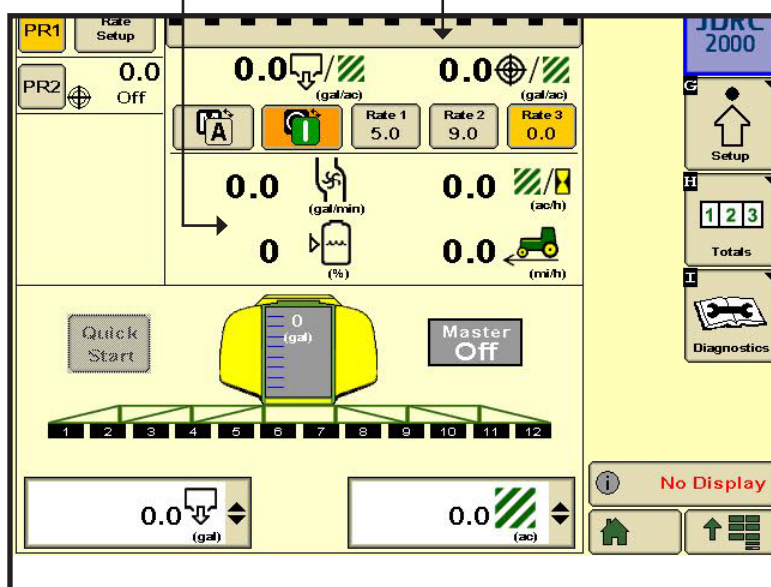 PR1
Rate
Setup
PR2
0.0
Off
0.0 /
(gal/ac)
0.0 /
(gal/ac)
A
I
Rate 1
5.0
Rate 2
9.0
Rate 3
0.0
0.0
(gal/min)
0.0 /
(ac/h)
0
(%)
0.0
(mi/h)
Quick
Start
0
(gal)
Master
Off
1 2 3 4 5 6 7 8 9 10 11 12
0.0
(gal)
0.0
(ac)
JDRC
2000
G
Setup
H
1 2 3
Totals
I
Diagnostics
i No Display